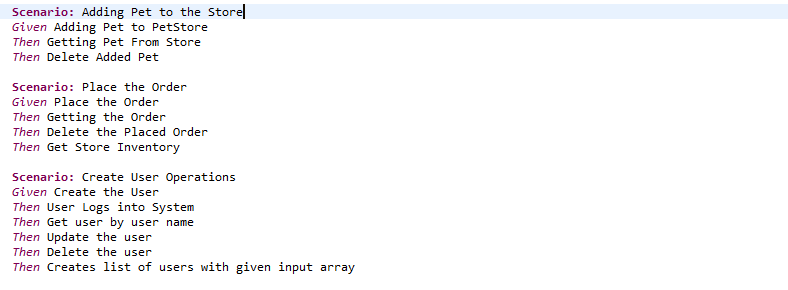 Scenario: Adding Pet to the Store
Given Adding Pet to PetStore
Then Getting Pet From Store
Then Delete Added Pet
Scenario: Place the Order
Given Place the Order
Then Getting the Order
Then Delete the Placed Order
Then Get Store Inventory
Scenario: Create User Operations
Given Create the User
Then User Logs into System
Then Get user by user name
Then Update the user
Then Delete the user
Then Creates list of users with given input array